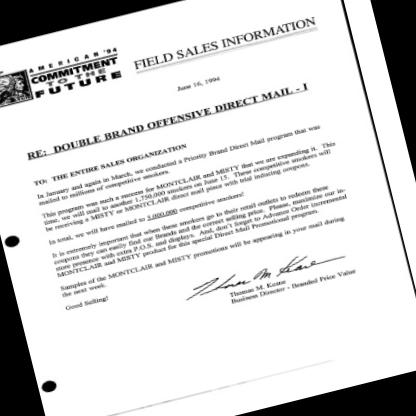 AMERICAN '94
COMMITMENT
TO THE
FUTURE
FIELD SALES INFORMATION
June 16, 1994
RE: DOUBLE BRAND OFFENSIVE DIRECT MAIL - I
TO: THE ENTIRE SALES ORGANIZATION
In January and again in March, we conducted a Priority Brand Direct Mail program that was
mailed to millions of competitive smokers.
This program was such a success for MONTCLAIR and MISTY that we are expanding it. This
time, we will mail to another 1,750,000 smokers on June 15. These competitive smokers will
be receiving a MISTY or MONTCLAIR direct mail piece with trial inducing coupons.
In total, we will have mailed to 5,000,000 competitive smokers!
It is extremely important that when these smokers go to their retail outlets to redeem these
coupons they can easily find our Brands and the correct selling price. Please, maximize our in-
store presence with extra P.O.S. and displays. And, don't forget to Advance Order Incremental
MONTCLAIR and MISTY product for this special Direct Mail Promotional program.
Samples of the MONTCLAIR and MISTY promotions will be appearing in your mail during
the next week.
Good Selling!
Thomas M. Keane
Thomas M. Keane
Business Director - Branded Price Value